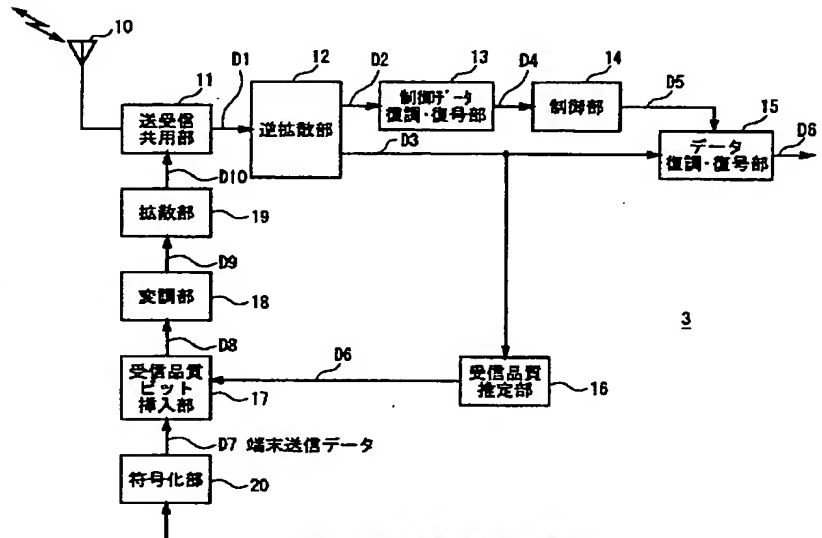 10
11
送受信
共用部
D1
12
逆拡散部
D2
13
制御データ
復調・復号部
D4
14
制御部
D5
15
データ
復調・復号部
D6
D3
D10
拡散部
19
D9
変調部
18
D8
受信品質
ビット
挿入部
17
D6
受信品質
推定部
16
3
D7 端末送信データ
符号化部
20